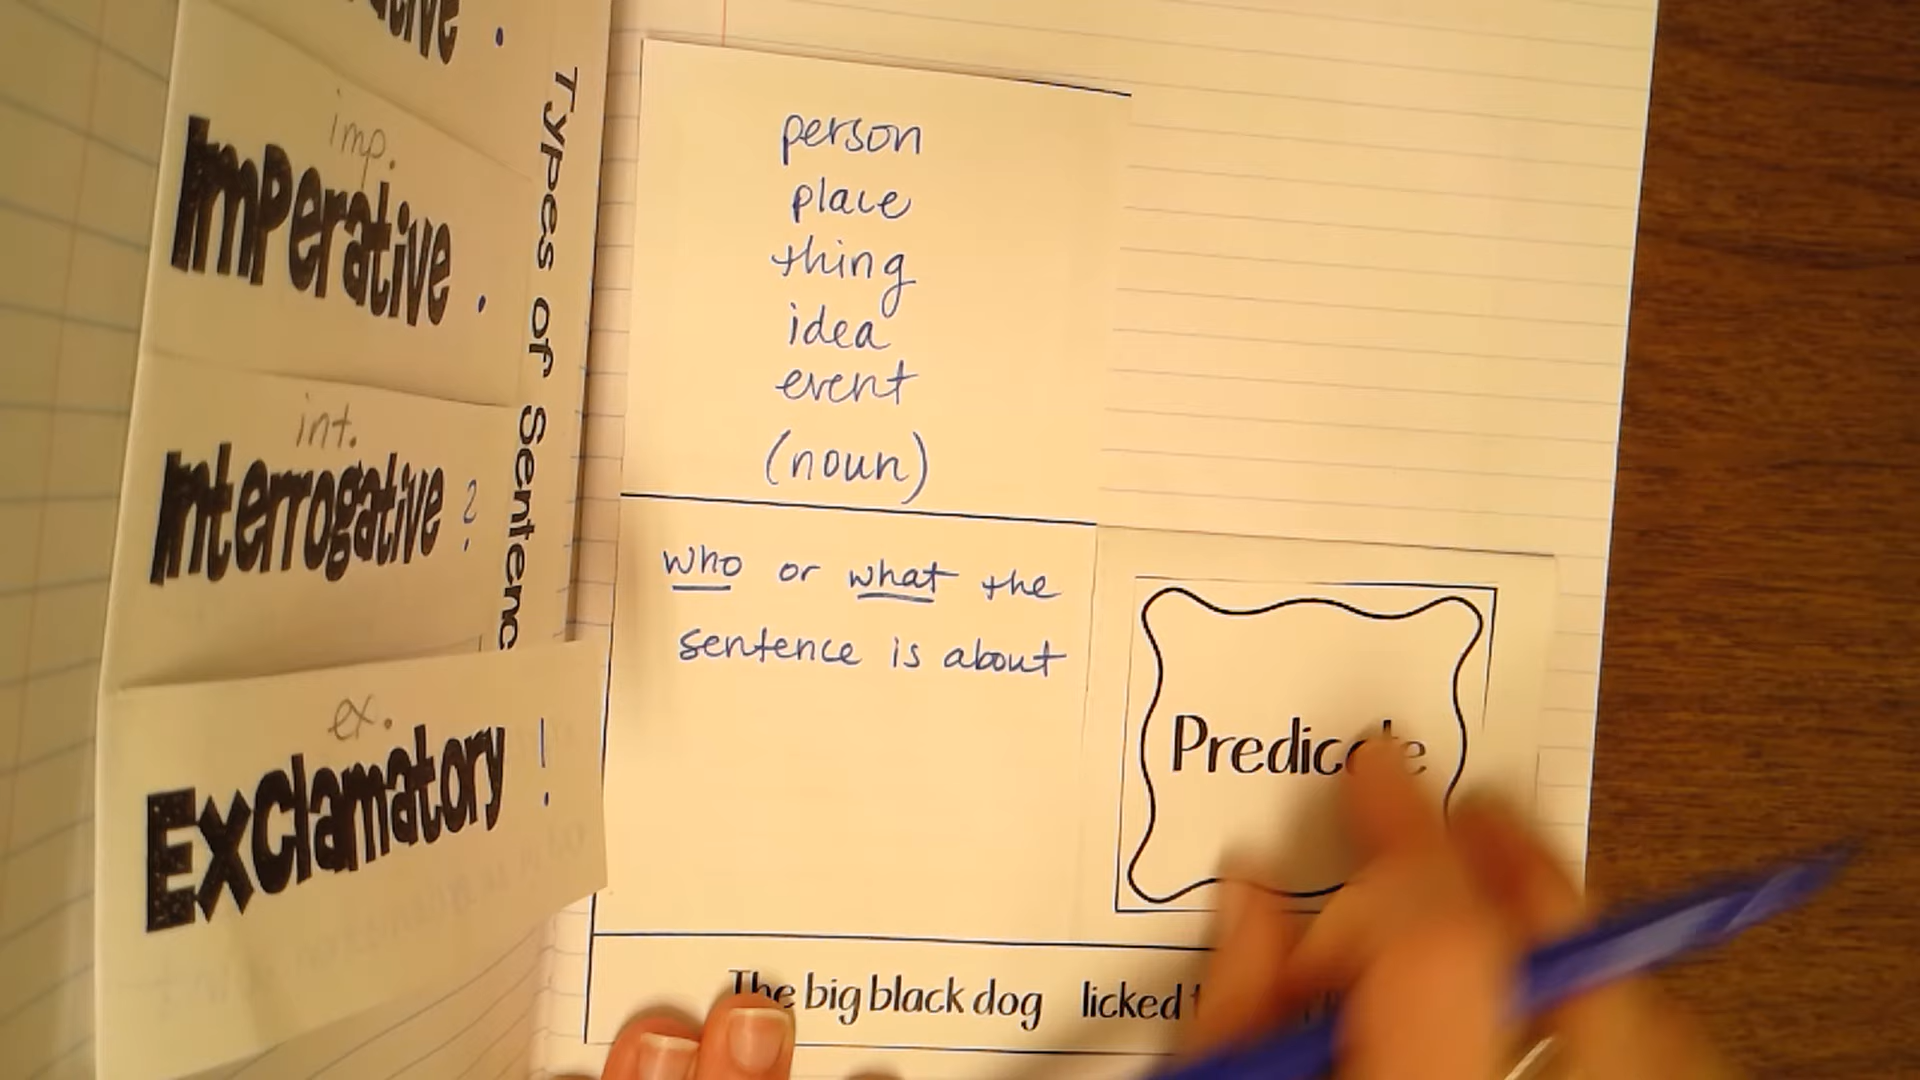 imp.
Imperative .
int.
Interrogative ?
ex.
Exclamatory !
Types of
person
place
thing
idea
event
(noun)
who or what the
sentence is about
Predicate
The big black dog licked